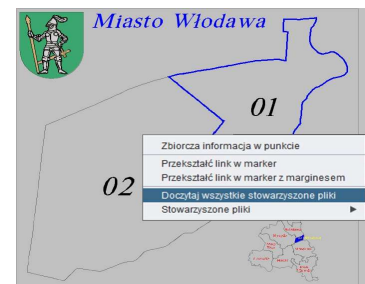 Miasto Włodawa
01
Zbiorcza informacja w punkcie
Przekształć link w marker
Przekształć link w marker z marginesem
02
Doczytaj wszystkie stowarzyszone pliki
Stowarzyszone pliki